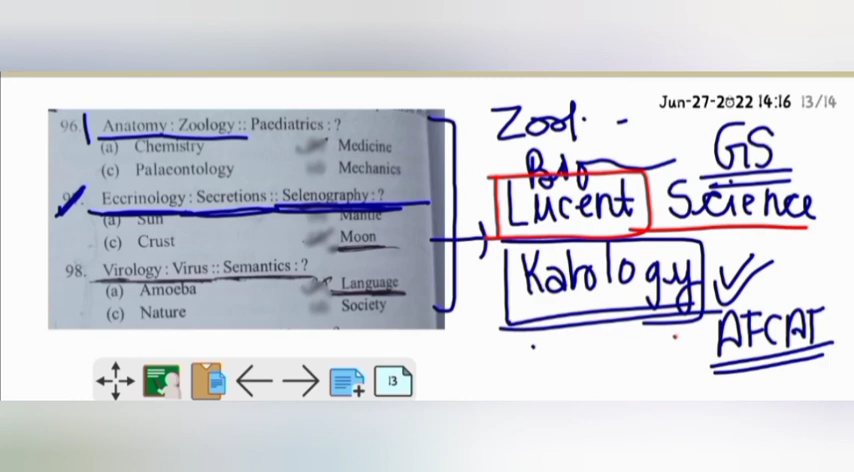 Jun-27-2022 14:16 13/14
96. Anatomy : Zoology :: Paediatrics : ?
(a) Chemistry Medicine
(c) Palaeontology Mechanics
Eccrinology : Secretions :: Selenography : ?
(a) Sun Mantle
(c) Crust Moon
98. Virology : Virus :: Semantics : ?
(a) Amoeba Language
(c) Nature Society
Zool. -
GS
Lucent Science
AFCAT
13